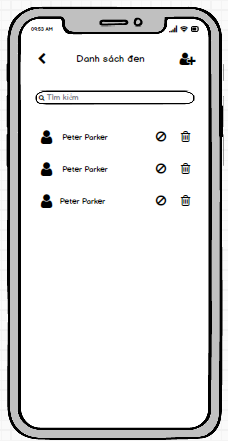 09:53 AM
Danh sách đen
Tìm kiếm
Peter Parker
Peter Parker
Peter Parker